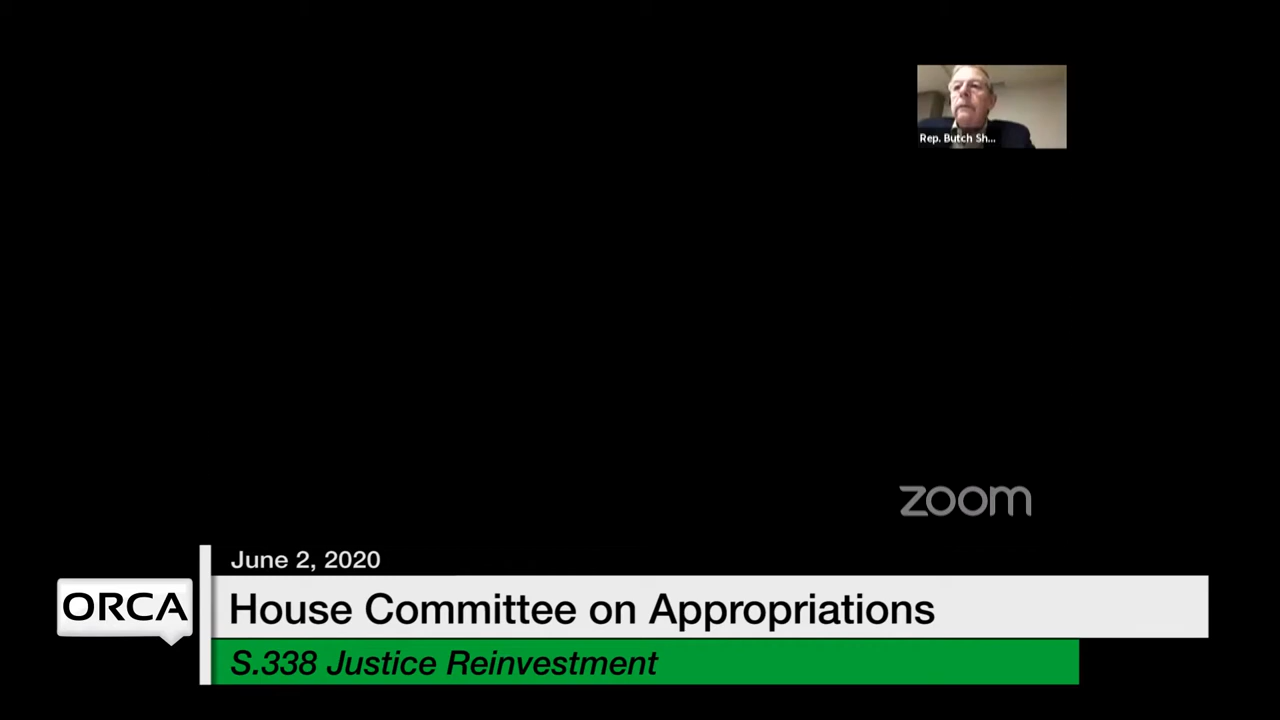 Rep. Butch Sh...
zoom
June 2, 2020
ORCA
House Committee on Appropriations
S.338 Justice Reinvestment